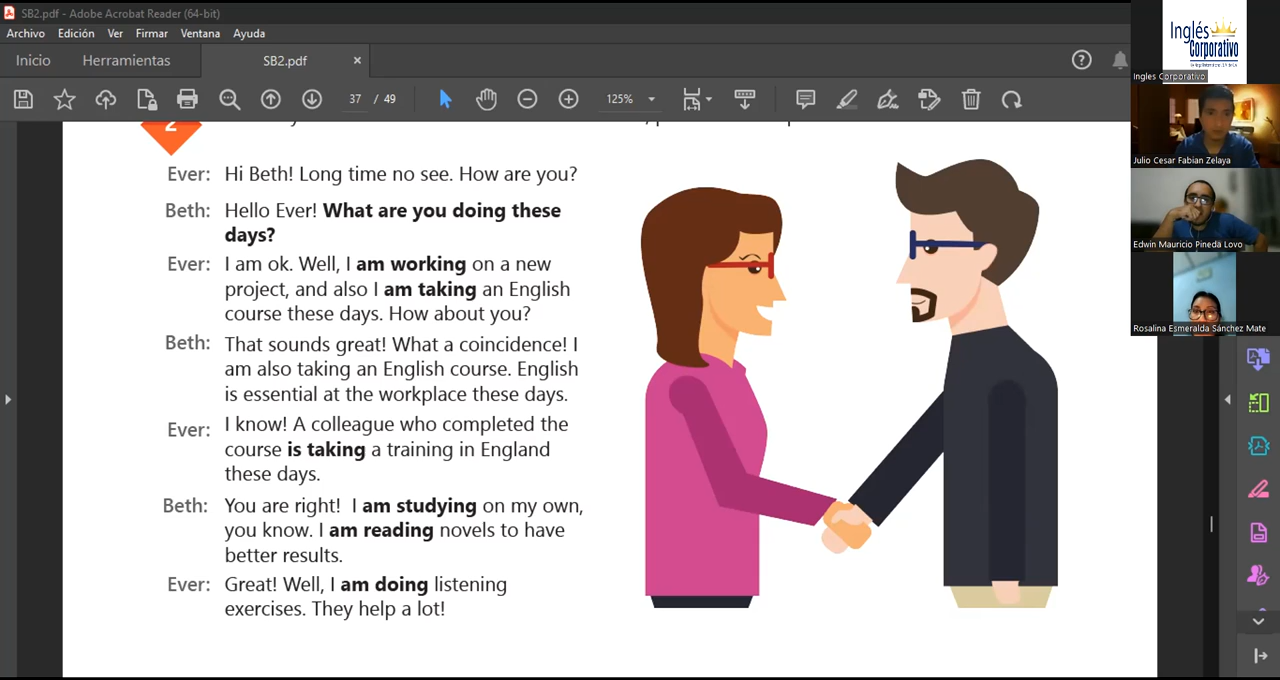 SB2.pdf - Adobe Acrobat Reader (64-bit)
Archivo Edición Ver Firmar Ventana Ayuda
Inicio Herramientas SB2.pdf ×
37 / 49 125%
2
Ever: Hi Beth! Long time no see. How are you?
Beth: Hello Ever! What are you doing these
days?
Ever: I am ok. Well, I am working on a new
project, and also I am taking an English
course these days. How about you?
Beth: That sounds great! What a coincidence! I
am also taking an English course. English
is essential at the workplace these days.
Ever: I know! A colleague who completed the
course is taking a training in England
these days.
Beth: You are right! I am studying on my own,
you know. I am reading novels to have
better results.
Ever: Great! Well, I am doing listening
exercises. They help a lot!
Inglés
Corporativo
Ingles Corporativo
Julio Cesar Fabian Zelaya
Edwin Mauricio Pineda Lovo
Rosalina Esmeralda Sánchez Mate